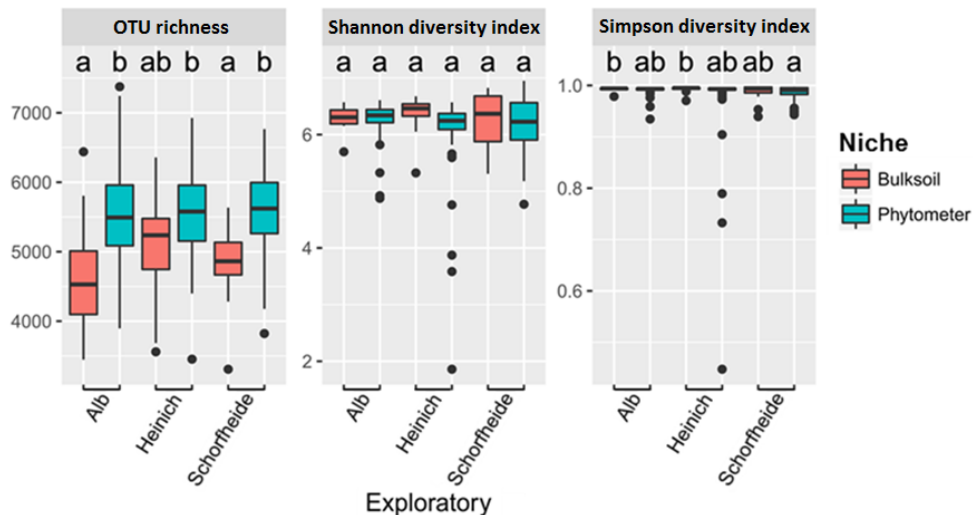 OTU richness Shannon diversity index Simpson diversity index
a b ab b a b a a a a a a b ab b ab ab a
7000
6000
5000
4000
6
4
2
1.0
0.8
0.6
Niche
Bulksoil
Phytometer
Alb Heinich Schorfheide Alb Heinich Schorfheide Alb Heinich Schorfheide
Exploratory